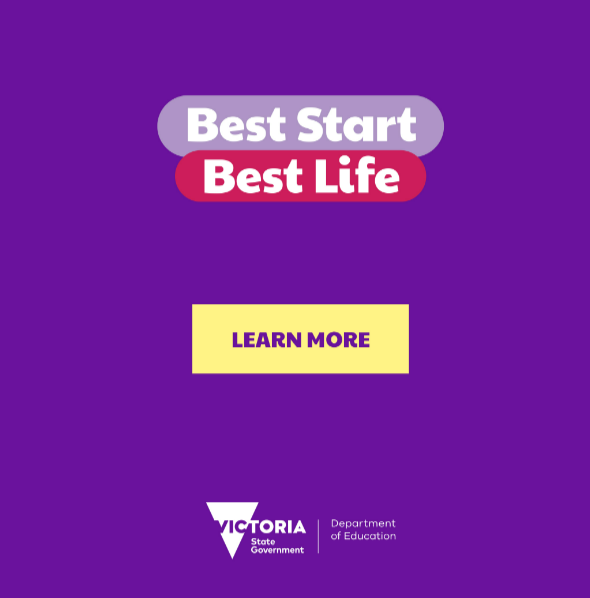 Best Start
Best Life
LEARN MORE
VICTORIA
State
Government
Department
of Education